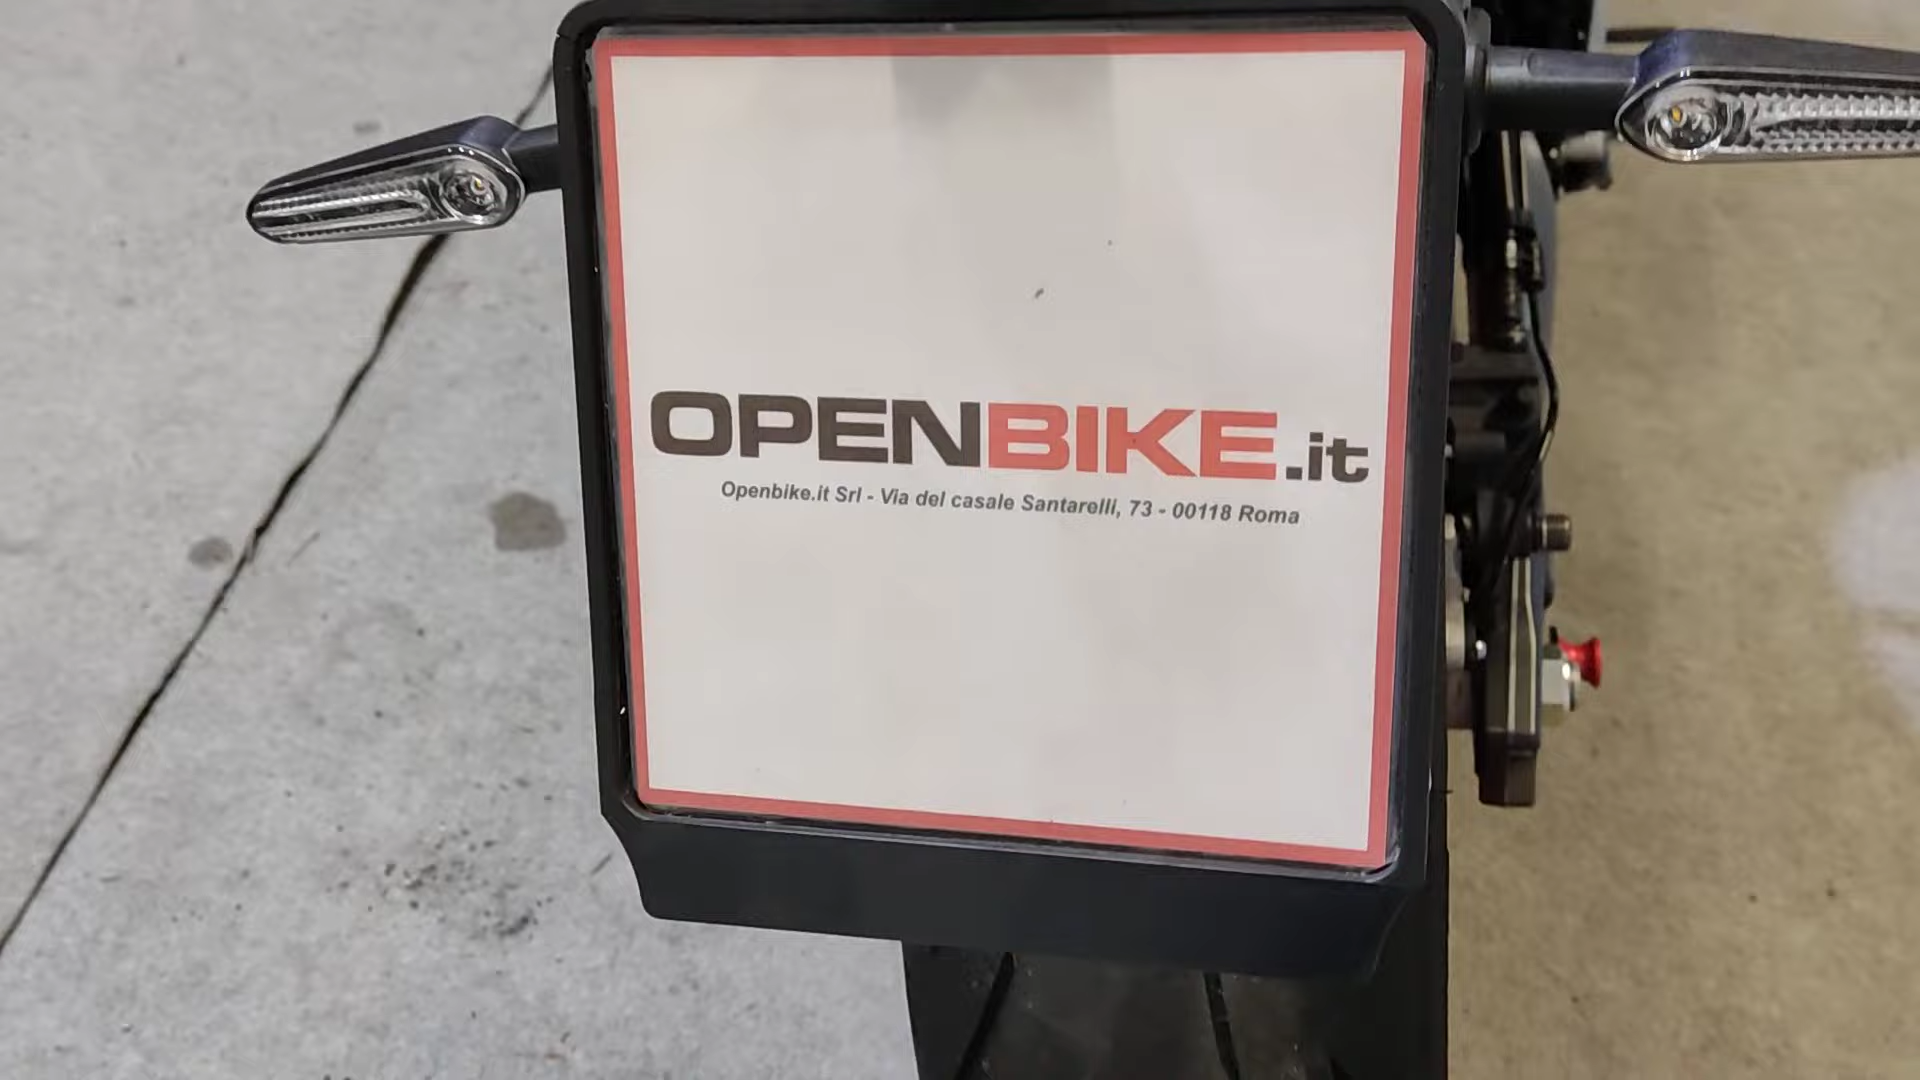 OPENBIKE.it
Openbike.it Srl - Via del casale Santarelli, 73 - 00118 Roma